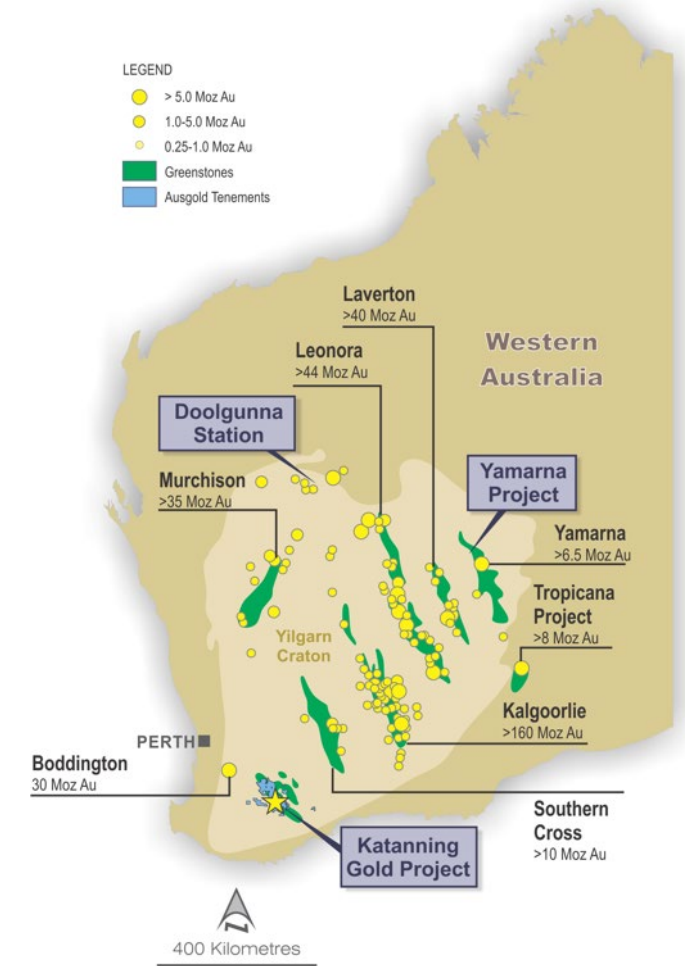 LEGEND
> 5.0 Moz Au
1.0-5.0 Moz Au
0.25-1.0 Moz Au
Greenstones
Ausgold Tenements
Laverton
>40 Moz Au
Western
Australia
Leonora
>44 Moz Au
Doolgunna
Station
Murchison
>35 Moz Au
Yamarna
Project
Yamarna
>6.5 Moz Au
Tropicana
Project
>8 Moz Au
Yilgarn
Craton
Kalgoorlie
>160 Moz Au
PERTH
Boddington
30 Moz Au
Southern
Cross
>10 Moz Au
Katanning
Gold Project
N
400 Kilometres